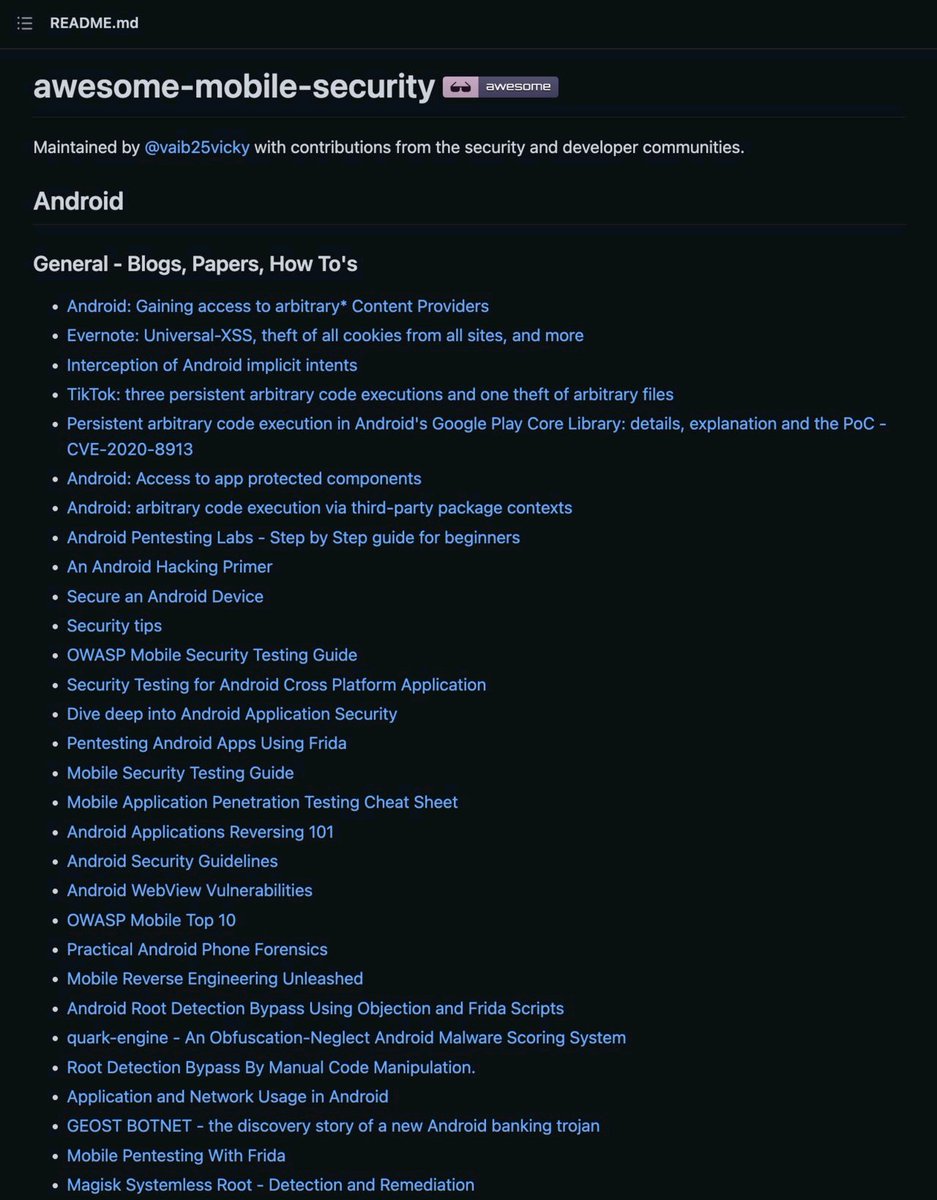 README.md
awesome-mobile-security awesome
Maintained by @vaib25vicky with contributions from the security and developer communities.
Android
General - Blogs, Papers, How To's
Android: Gaining access to arbitrary* Content Providers
Evernote: Universal-XSS, theft of all cookies from all sites, and more
Interception of Android implicit intents
TikTok: three persistent arbitrary code executions and one theft of arbitrary files
Persistent arbitrary code execution in Android's Google Play Core Library: details, explanation and the PoC -
CVE-2020-8913
Android: Access to app protected components
Android: arbitrary code execution via third-party package contexts
Android Pentesting Labs - Step by Step guide for beginners
An Android Hacking Primer
Secure an Android Device
Security tips
OWASP Mobile Security Testing Guide
Security Testing for Android Cross Platform Application
Dive deep into Android Application Security
Pentesting Android Apps Using Frida
Mobile Security Testing Guide
Mobile Application Penetration Testing Cheat Sheet
Android Applications Reversing 101
Android Security Guidelines
Android WebView Vulnerabilities
OWASP Mobile Top 10
Practical Android Phone Forensics
Mobile Reverse Engineering Unleashed
Android Root Detection Bypass Using Objection and Frida Scripts
quark-engine - An Obfuscation-Neglect Android Malware Scoring System
Root Detection Bypass By Manual Code Manipulation.
Application and Network Usage in Android
GEOST BOTNET - the discovery story of a new Android banking trojan
Mobile Pentesting With Frida
Magisk Systemless Root - Detection and Remediation